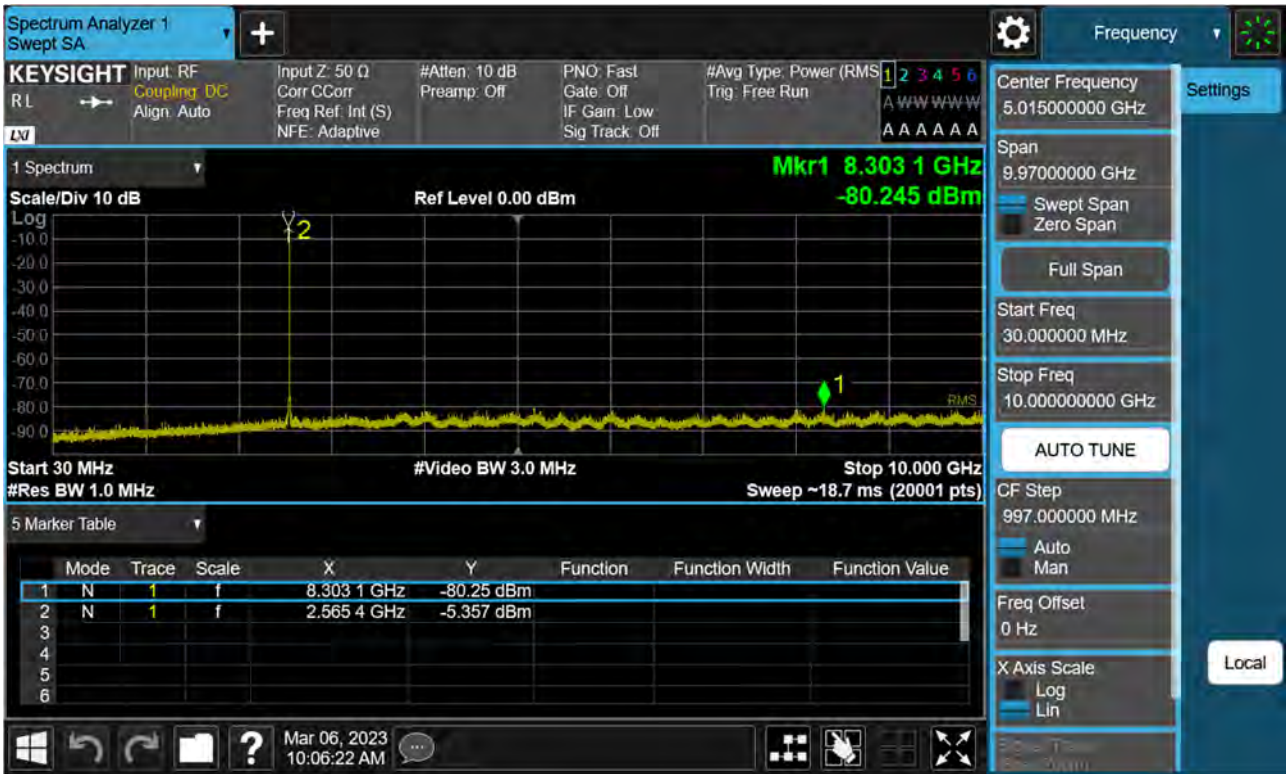 Spectrum Analyzer 1
Swept SA
+
Frequency
KEYSIGHT
R L
LXI
Input: RF
Coupling: DC
Align: Auto
Input Z: 50 Ω
Corr CCorr
Freq Ref: Int (S)
NFE: Adaptive
#Atten: 10 dB
Preamp: Off
PNO: Fast
Gate: Off
IF Gain: Low
Sig Track: Off
#Avg Type: Power (RMS
Trig: Free Run
1 2 3 4 5 6
A W W W W W
A A A A A A
1 Spectrum
Scale/Div 10 dB
Ref Level 0.00 dBm
Mkr1 8.303 1 GHz
-80.245 dBm
Log
-10.0
-20.0
-30.0
-40.0
-50.0
-60.0
-70.0
-80.0
-90.0
2
1
RMS
Start 30 MHz
#Res BW 1.0 MHz
#Video BW 3.0 MHz
Stop 10.000 GHz
Sweep ~18.7 ms (20001 pts)
5 Marker Table
Mode Trace Scale X Y Function Function Width Function Value
1 N 1 f 8.303 1 GHz -80.25 dBm
2 N 1 f 2.565 4 GHz -5.357 dBm
3
4
5
6
?
Mar 06, 2023
10:06:22 AM
Center Frequency
5.015000000 GHz
Span
9.97000000 GHz
Swept Span
Zero Span
Full Span
Start Freq
30.000000 MHz
Stop Freq
10.000000000 GHz
AUTO TUNE
CF Step
997.000000 MHz
Auto
Man
Freq Offset
0 Hz
X Axis Scale
Log
Lin
Settings
Local